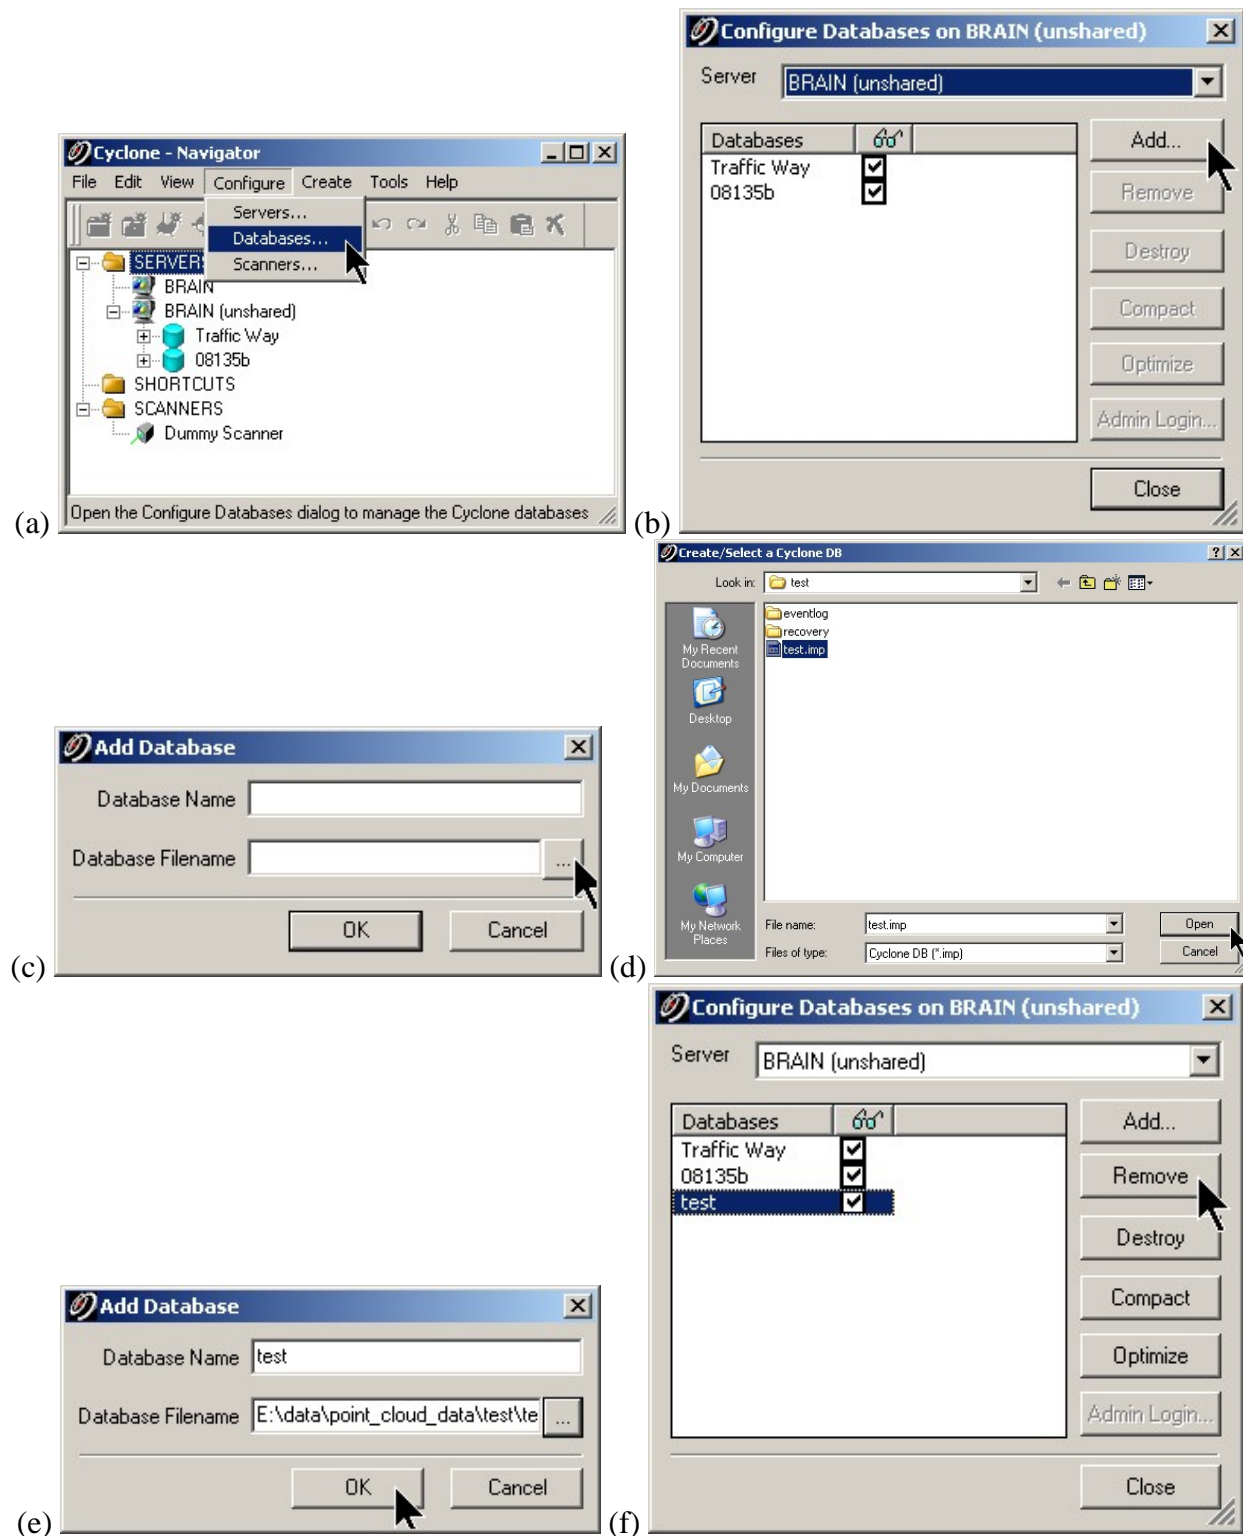 Cyclone - Navigator
File Edit View Configure Create Tools Help
Servers...
Databases...
Scanners...
SERVERS
BRAIN
BRAIN (unshared)
Traffic Way
08135b
SHORTCUTS
SCANNERS
Dummy Scanner
Open the Configure Databases dialog to manage the Cyclone databases
(a)
Configure Databases on BRAIN (unshared)
Server BRAIN (unshared)
Databases
Traffic Way
08135b
Add...
Remove
Destroy
Compact
Optimize
Admin Login...
Close
(b)
Add Database
Database Name
Database Filename ...
OK Cancel
(c)
Create/Select a Cyclone DB
Look in: test
eventlog
recovery
test.imp
My Recent
Documents
Desktop
My Documents
My Computer
My Network
Places
File name: test.imp Open
Files of type: Cyclone DB (*.imp) Cancel
(d)
Add Database
Database Name test
Database Filename E:\data\point_cloud_data\test\te ...
OK Cancel
(e)
Configure Databases on BRAIN (unshared)
Server BRAIN (unshared)
Databases
Traffic Way
08135b
test
Add...
Remove
Destroy
Compact
Optimize
Admin Login...
Close
(f)